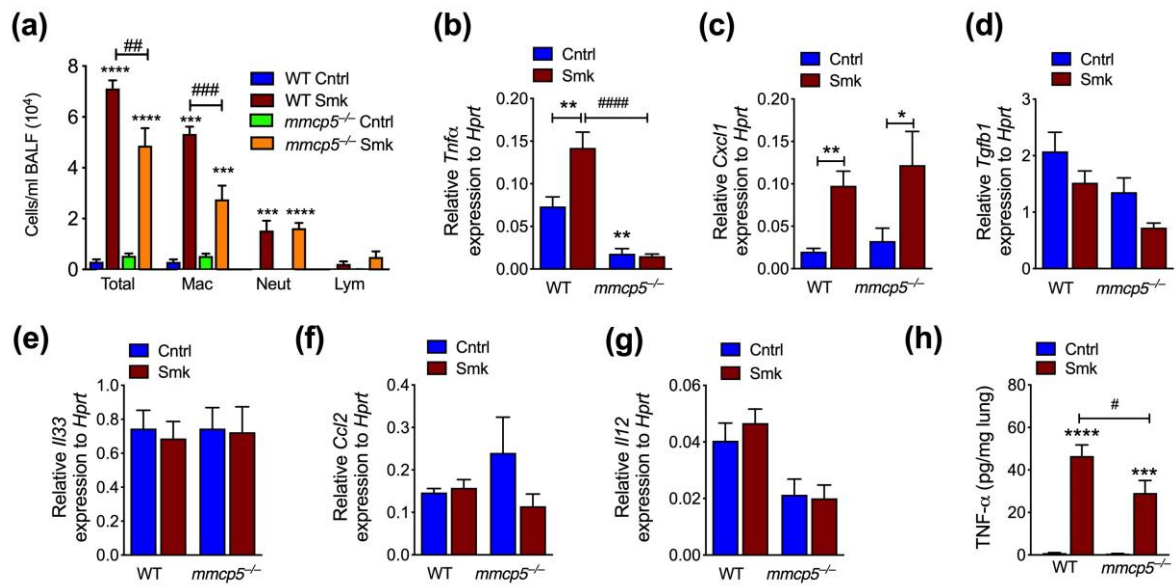 (a)
##
****
****
###
***
***
***
****
Cells/ml BALF (10⁴)
8
6
4
2
0
Total
Mac
Neut
Lym
WT Cntrl
WT Smk
mmcp5⁻/⁻ Cntrl
mmcp5⁻/⁻ Smk
(b)
Cntrl
Smk
Relative Tnfα
expression to Hprt
0.20
0.15
0.10
0.05
0.00
**
####
**
WT
mmcp5⁻/⁻
(c)
Cntrl
Smk
Relative Cxcl1
expression to Hprt
0.20
0.15
0.10
0.05
0.00
**
*
WT
mmcp5⁻/⁻
(d)
Cntrl
Smk
Relative Tgfb1
expression to Hprt
3
2
1
0
WT
mmcp5⁻/⁻
(e)
Cntrl
Smk
Relative Il33
expression to Hprt
1.0
0.8
0.6
0.4
0.2
0.0
WT
mmcp5⁻/⁻
(f)
Cntrl
Smk
Relative Ccl2
expression to Hprt
0.4
0.3
0.2
0.1
0.0
WT
mmcp5⁻/⁻
(g)
Cntrl
Smk
Relative Il12
expression to Hprt
0.06
0.04
0.02
0.00
WT
mmcp5⁻/⁻
(h)
Cntrl
Smk
TNF-α (pg/mg lung)
80
60
40
20
0
#
****
***
WT
mmcp5⁻/⁻